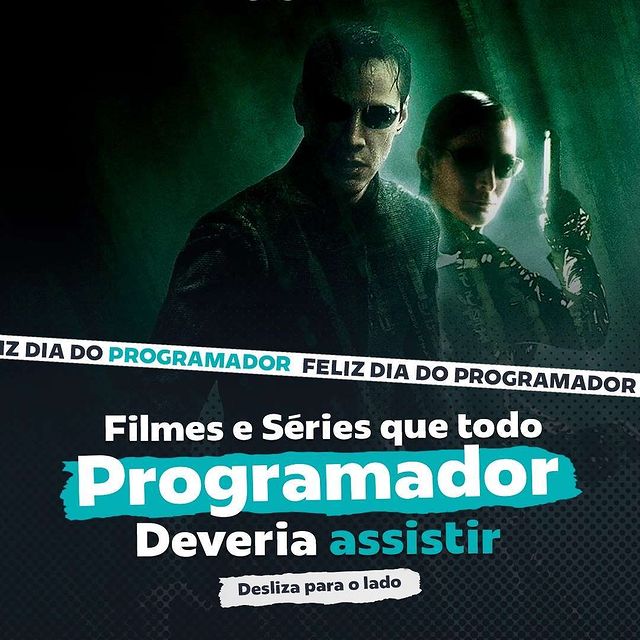 IZ DIA DO PROGRAMADOR FELIZ DIA DO PROGRAMADOR
Filmes e Séries que todo
Programador
Deveria assistir
Desliza para o lado